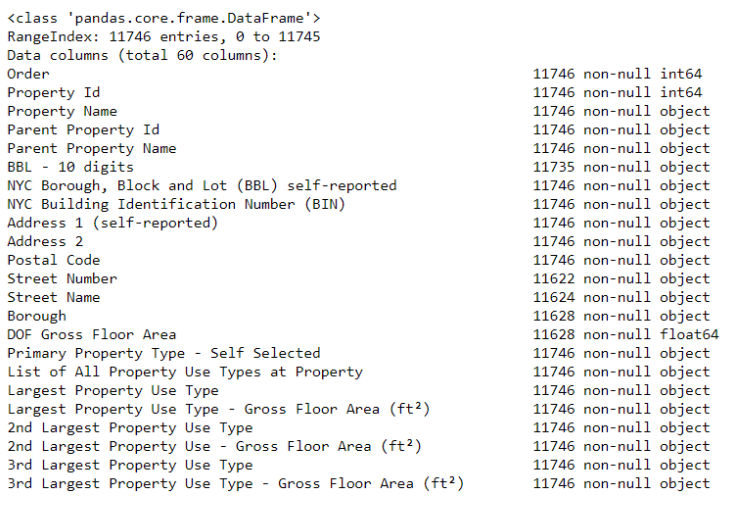 <class 'pandas.core.frame.DataFrame'>
RangeIndex: 11746 entries, 0 to 11745
Data columns (total 60 columns):
Order 11746 non-null int64
Property Id 11746 non-null int64
Property Name 11746 non-null object
Parent Property Id 11746 non-null object
Parent Property Name 11746 non-null object
BBL - 10 digits 11735 non-null object
NYC Borough, Block and Lot (BBL) self-reported 11746 non-null object
NYC Building Identification Number (BIN) 11746 non-null object
Address 1 (self-reported) 11746 non-null object
Address 2 11746 non-null object
Postal Code 11746 non-null object
Street Number 11622 non-null object
Street Name 11624 non-null object
Borough 11628 non-null object
DOF Gross Floor Area 11628 non-null float64
Primary Property Type - Self Selected 11746 non-null object
List of All Property Use Types at Property 11746 non-null object
Largest Property Use Type 11746 non-null object
Largest Property Use Type - Gross Floor Area (ft²) 11746 non-null object
2nd Largest Property Use Type 11746 non-null object
2nd Largest Property Use - Gross Floor Area (ft²) 11746 non-null object
3rd Largest Property Use Type 11746 non-null object
3rd Largest Property Use Type - Gross Floor Area (ft²) 11746 non-null object